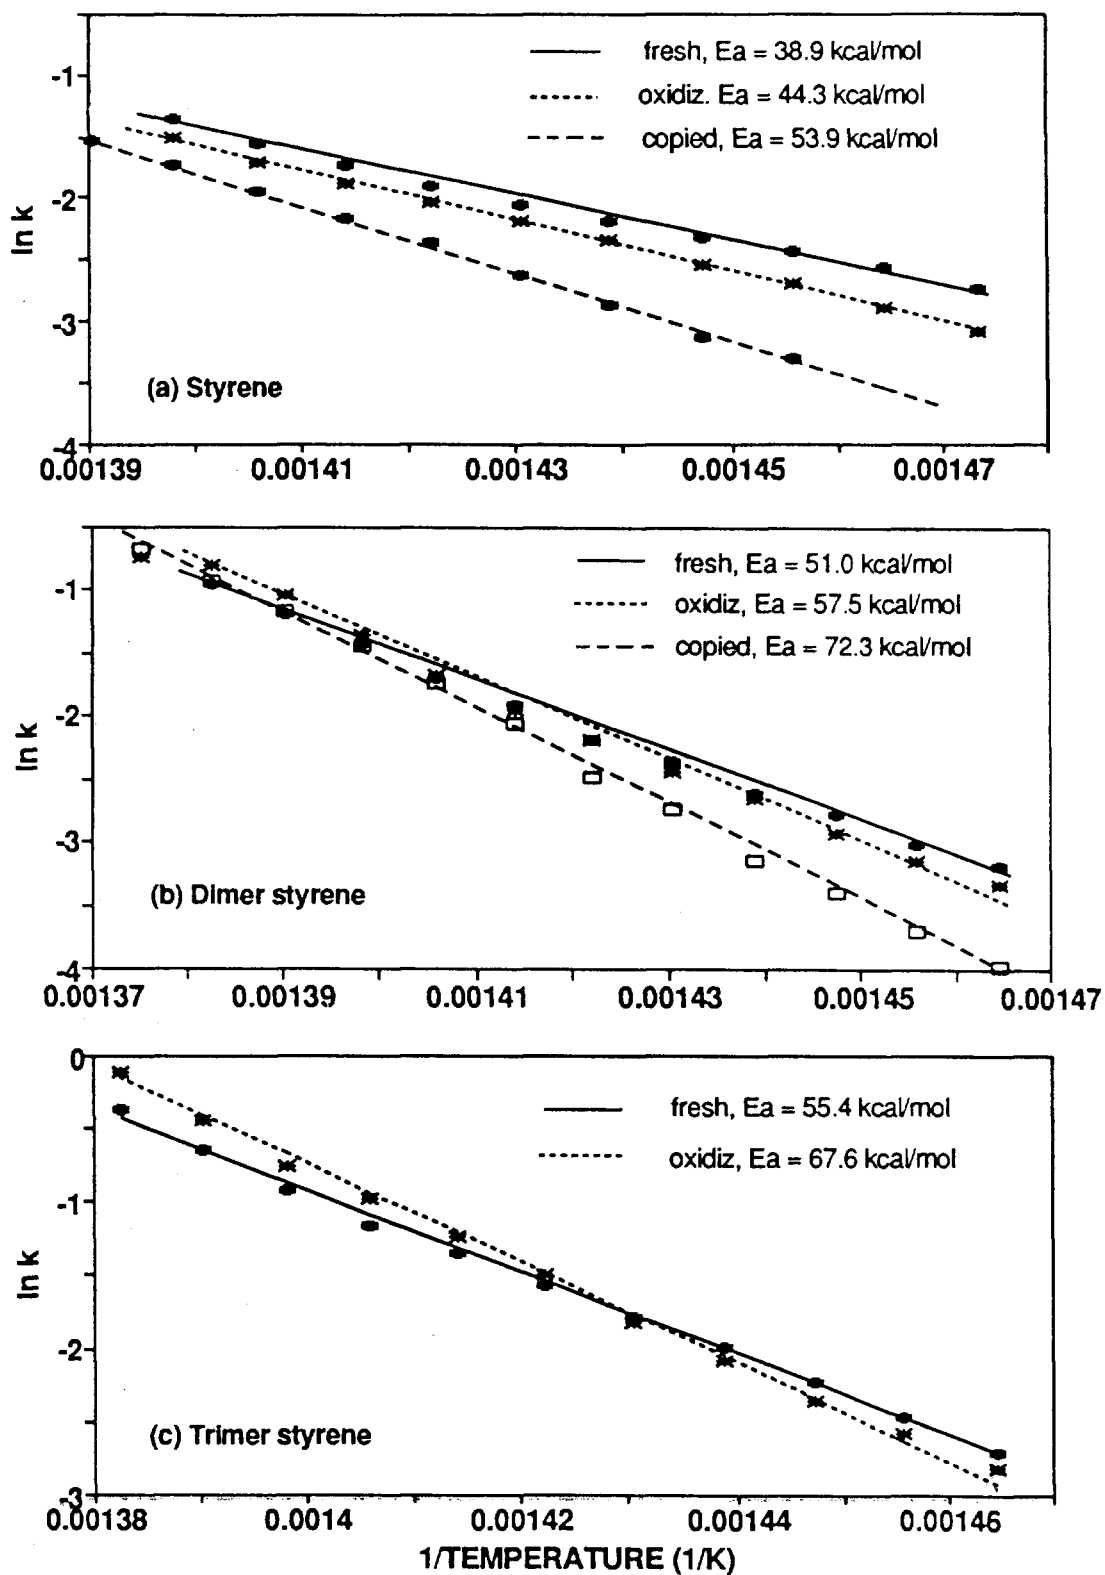 fresh, Ea = 38.9 kcal/mol
oxidiz. Ea = 44.3 kcal/mol
copied, Ea = 53.9 kcal/mol
-1
-2
-3
-4
ln k
(a) Styrene
0.00139 0.00141 0.00143 0.00145 0.00147
fresh, Ea = 51.0 kcal/mol
oxidiz, Ea = 57.5 kcal/mol
copied, Ea = 72.3 kcal/mol
-1
-2
-3
-4
ln k
(b) Dimer styrene
0.00137 0.00139 0.00141 0.00143 0.00145 0.00147
fresh, Ea = 55.4 kcal/mol
oxidiz, Ea = 67.6 kcal/mol
0
-1
-2
-3
ln k
(c) Trimer styrene
0.00138 0.0014 0.00142 0.00144 0.00146
1/TEMPERATURE (1/K)